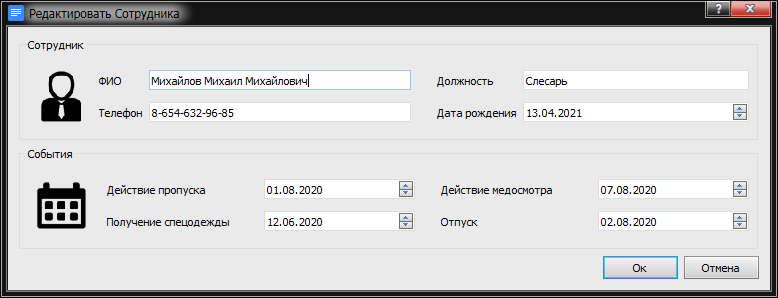 Редактировать Сотрудника
?
Сотрудник
ФИО Михайлов Михаил Михайлович Должность Слесарь
Телефон 8-654-632-96-85 Дата рождения 13.04.2021
События
Действие пропуска 01.08.2020 Действие медосмотра 07.08.2020
Получение спецодежды 12.06.2020 Отпуск 02.08.2020
Ок Отмена